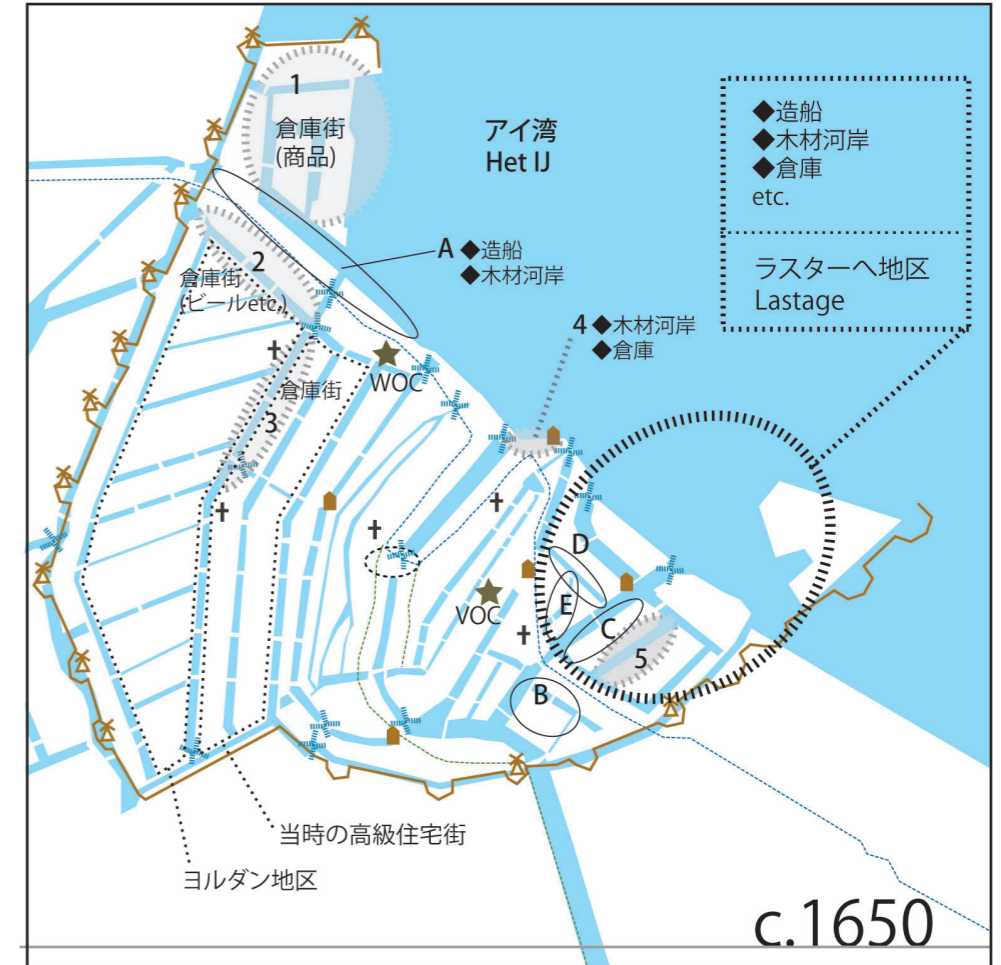 1
倉庫街
(商品)
アイ湾
Het IJ
◆造船
◆木材河岸
◆倉庫
etc.
ラスターへ地区
Lastage
A ◆造船
◆木材河岸
2
倉庫街
(ビールetc.)
4 ◆木材河岸
◆倉庫
WOC
倉庫街
3
D
E
VOC
C
5
B
当時の高級住宅街
ヨルダン地区
c.1650